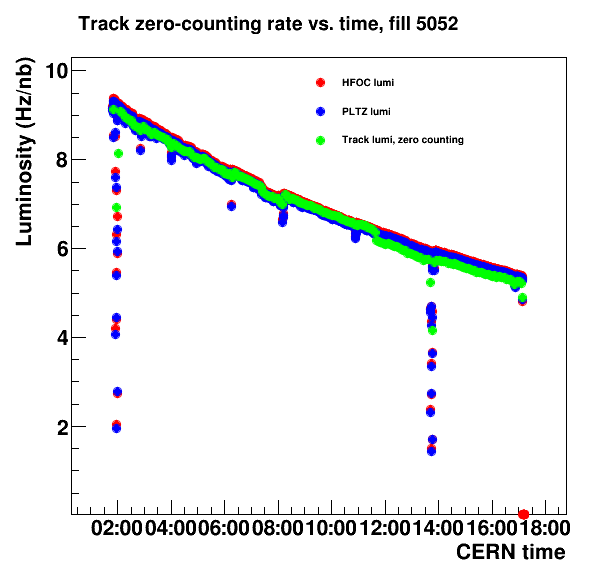 Track zero-counting rate vs. time, fill 5052
Luminosity (Hz/nb)
10
8
6
4
2
HFOC lumi
PLTZ lumi
Track lumi, zero counting
02:00 04:00 06:00 08:00 10:00 12:00 14:00 16:00 18:00
CERN time